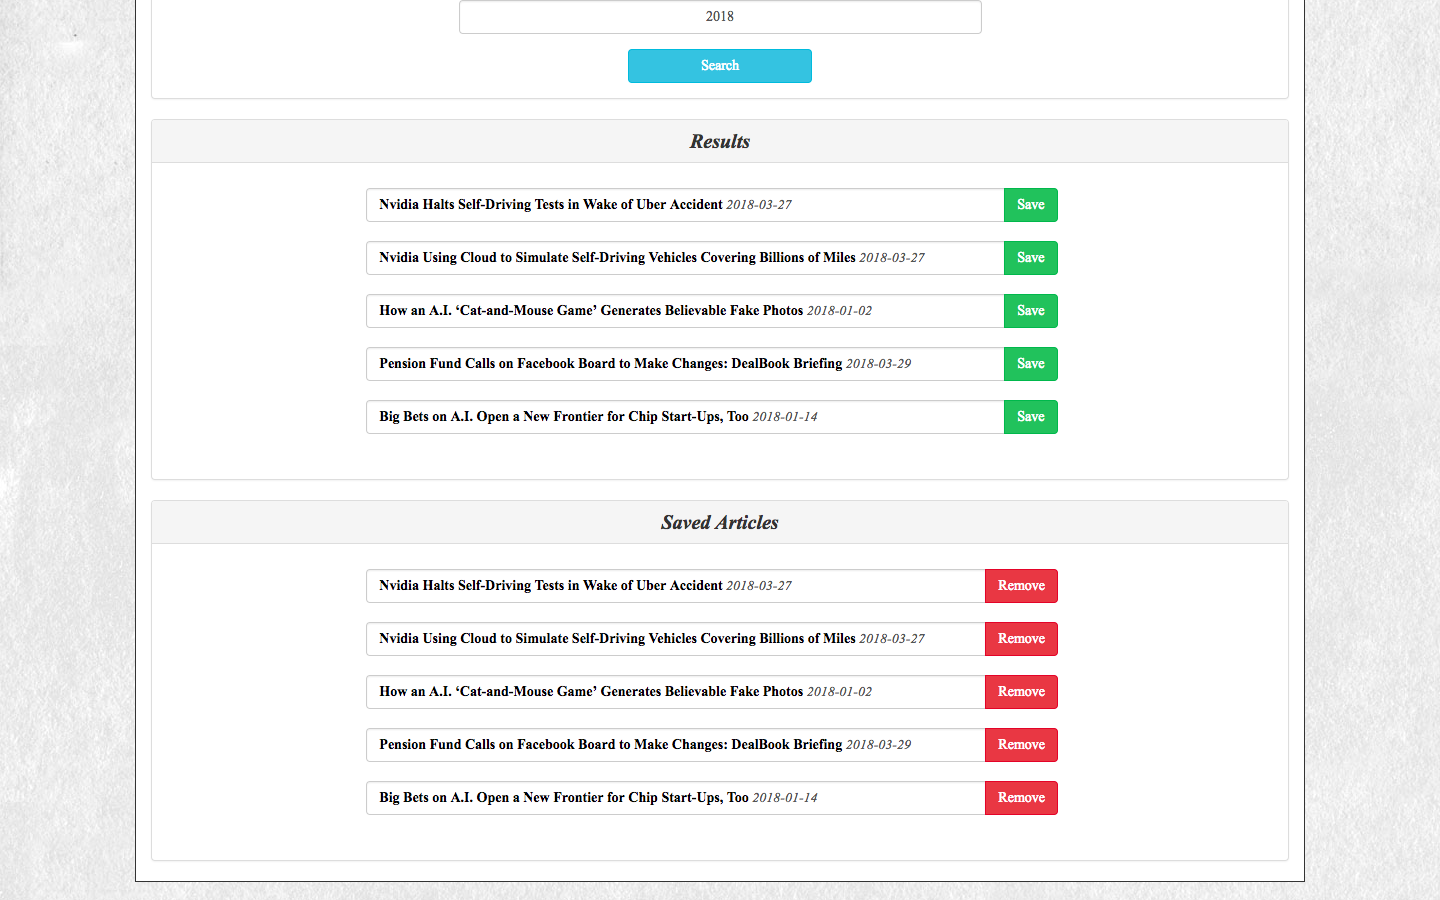 2018
Search
Results
Nvidia Halts Self-Driving Tests in Wake of Uber Accident 2018-03-27 Save
Nvidia Using Cloud to Simulate Self-Driving Vehicles Covering Billions of Miles 2018-03-27 Save
How an A.I. ‘Cat-and-Mouse Game’ Generates Believable Fake Photos 2018-01-02 Save
Pension Fund Calls on Facebook Board to Make Changes: DealBook Briefing 2018-03-29 Save
Big Bets on A.I. Open a New Frontier for Chip Start-Ups, Too 2018-01-14 Save
Saved Articles
Nvidia Halts Self-Driving Tests in Wake of Uber Accident 2018-03-27 Remove
Nvidia Using Cloud to Simulate Self-Driving Vehicles Covering Billions of Miles 2018-03-27 Remove
How an A.I. ‘Cat-and-Mouse Game’ Generates Believable Fake Photos 2018-01-02 Remove
Pension Fund Calls on Facebook Board to Make Changes: DealBook Briefing 2018-03-29 Remove
Big Bets on A.I. Open a New Frontier for Chip Start-Ups, Too 2018-01-14 Remove